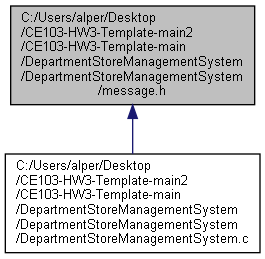 C:/Users/alper/Desktop
/CE103-HW3-Template-main2
/CE103-HW3-Template-main
/DepartmentStoreManagementSystem
/DepartmentStoreManagementSystem
/message.h
C:/Users/alper/Desktop
/CE103-HW3-Template-main2
/CE103-HW3-Template-main
/DepartmentStoreManagementSystem
/DepartmentStoreManagementSystem
/DepartmentStoreManagementSystem.c